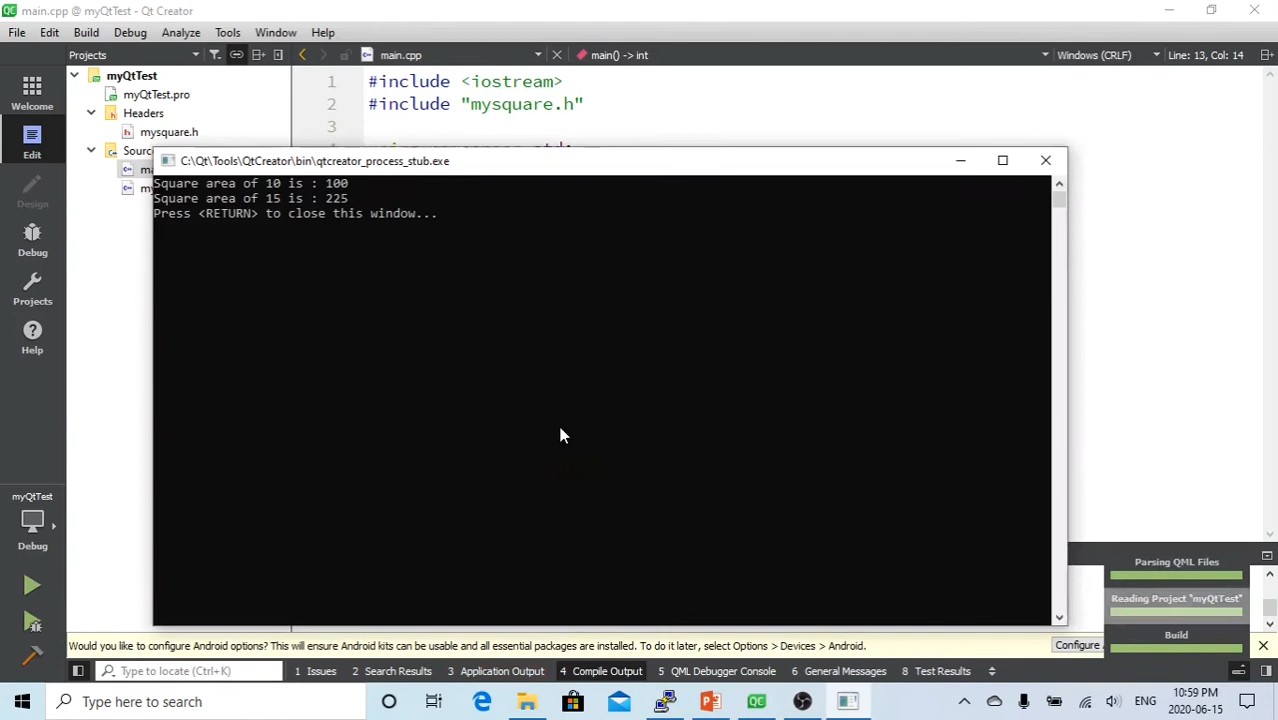 main.cpp @ myQtTest - Qt Creator
File Edit Build Debug Analyze Tools Window Help
Projects
main.cpp
main() -> int
Windows (CRLF)
Line: 13, Col: 14
Welcome
Edit
Design
Debug
Projects
Help
myQtTest
Debug
myQtTest
myQtTest.pro
Headers
mysquare.h
Sourc
ma
my
1 #include <iostream>
2 #include "mysquare.h"
3
C:\Qt\Tools\QtCreator\bin\qtcreator_process_stub.exe
Square area of 10 is : 100
Square area of 15 is : 225
Press <RETURN> to close this window...
Parsing QML Files
Reading Project "myQtTest"
Build
Would you like to configure Android options? This will ensure Android kits can be usable and all essential packages are installed. To do it later, select Options > Devices > Android.
Configure
Type to locate (Ctrl+K)
1 Issues
2 Search Results
3 Application Output
4 Compile Output
5 QML Debugger Console
6 General Messages
8 Test Results
Type here to search
ENG
10:59 PM
2020-06-15